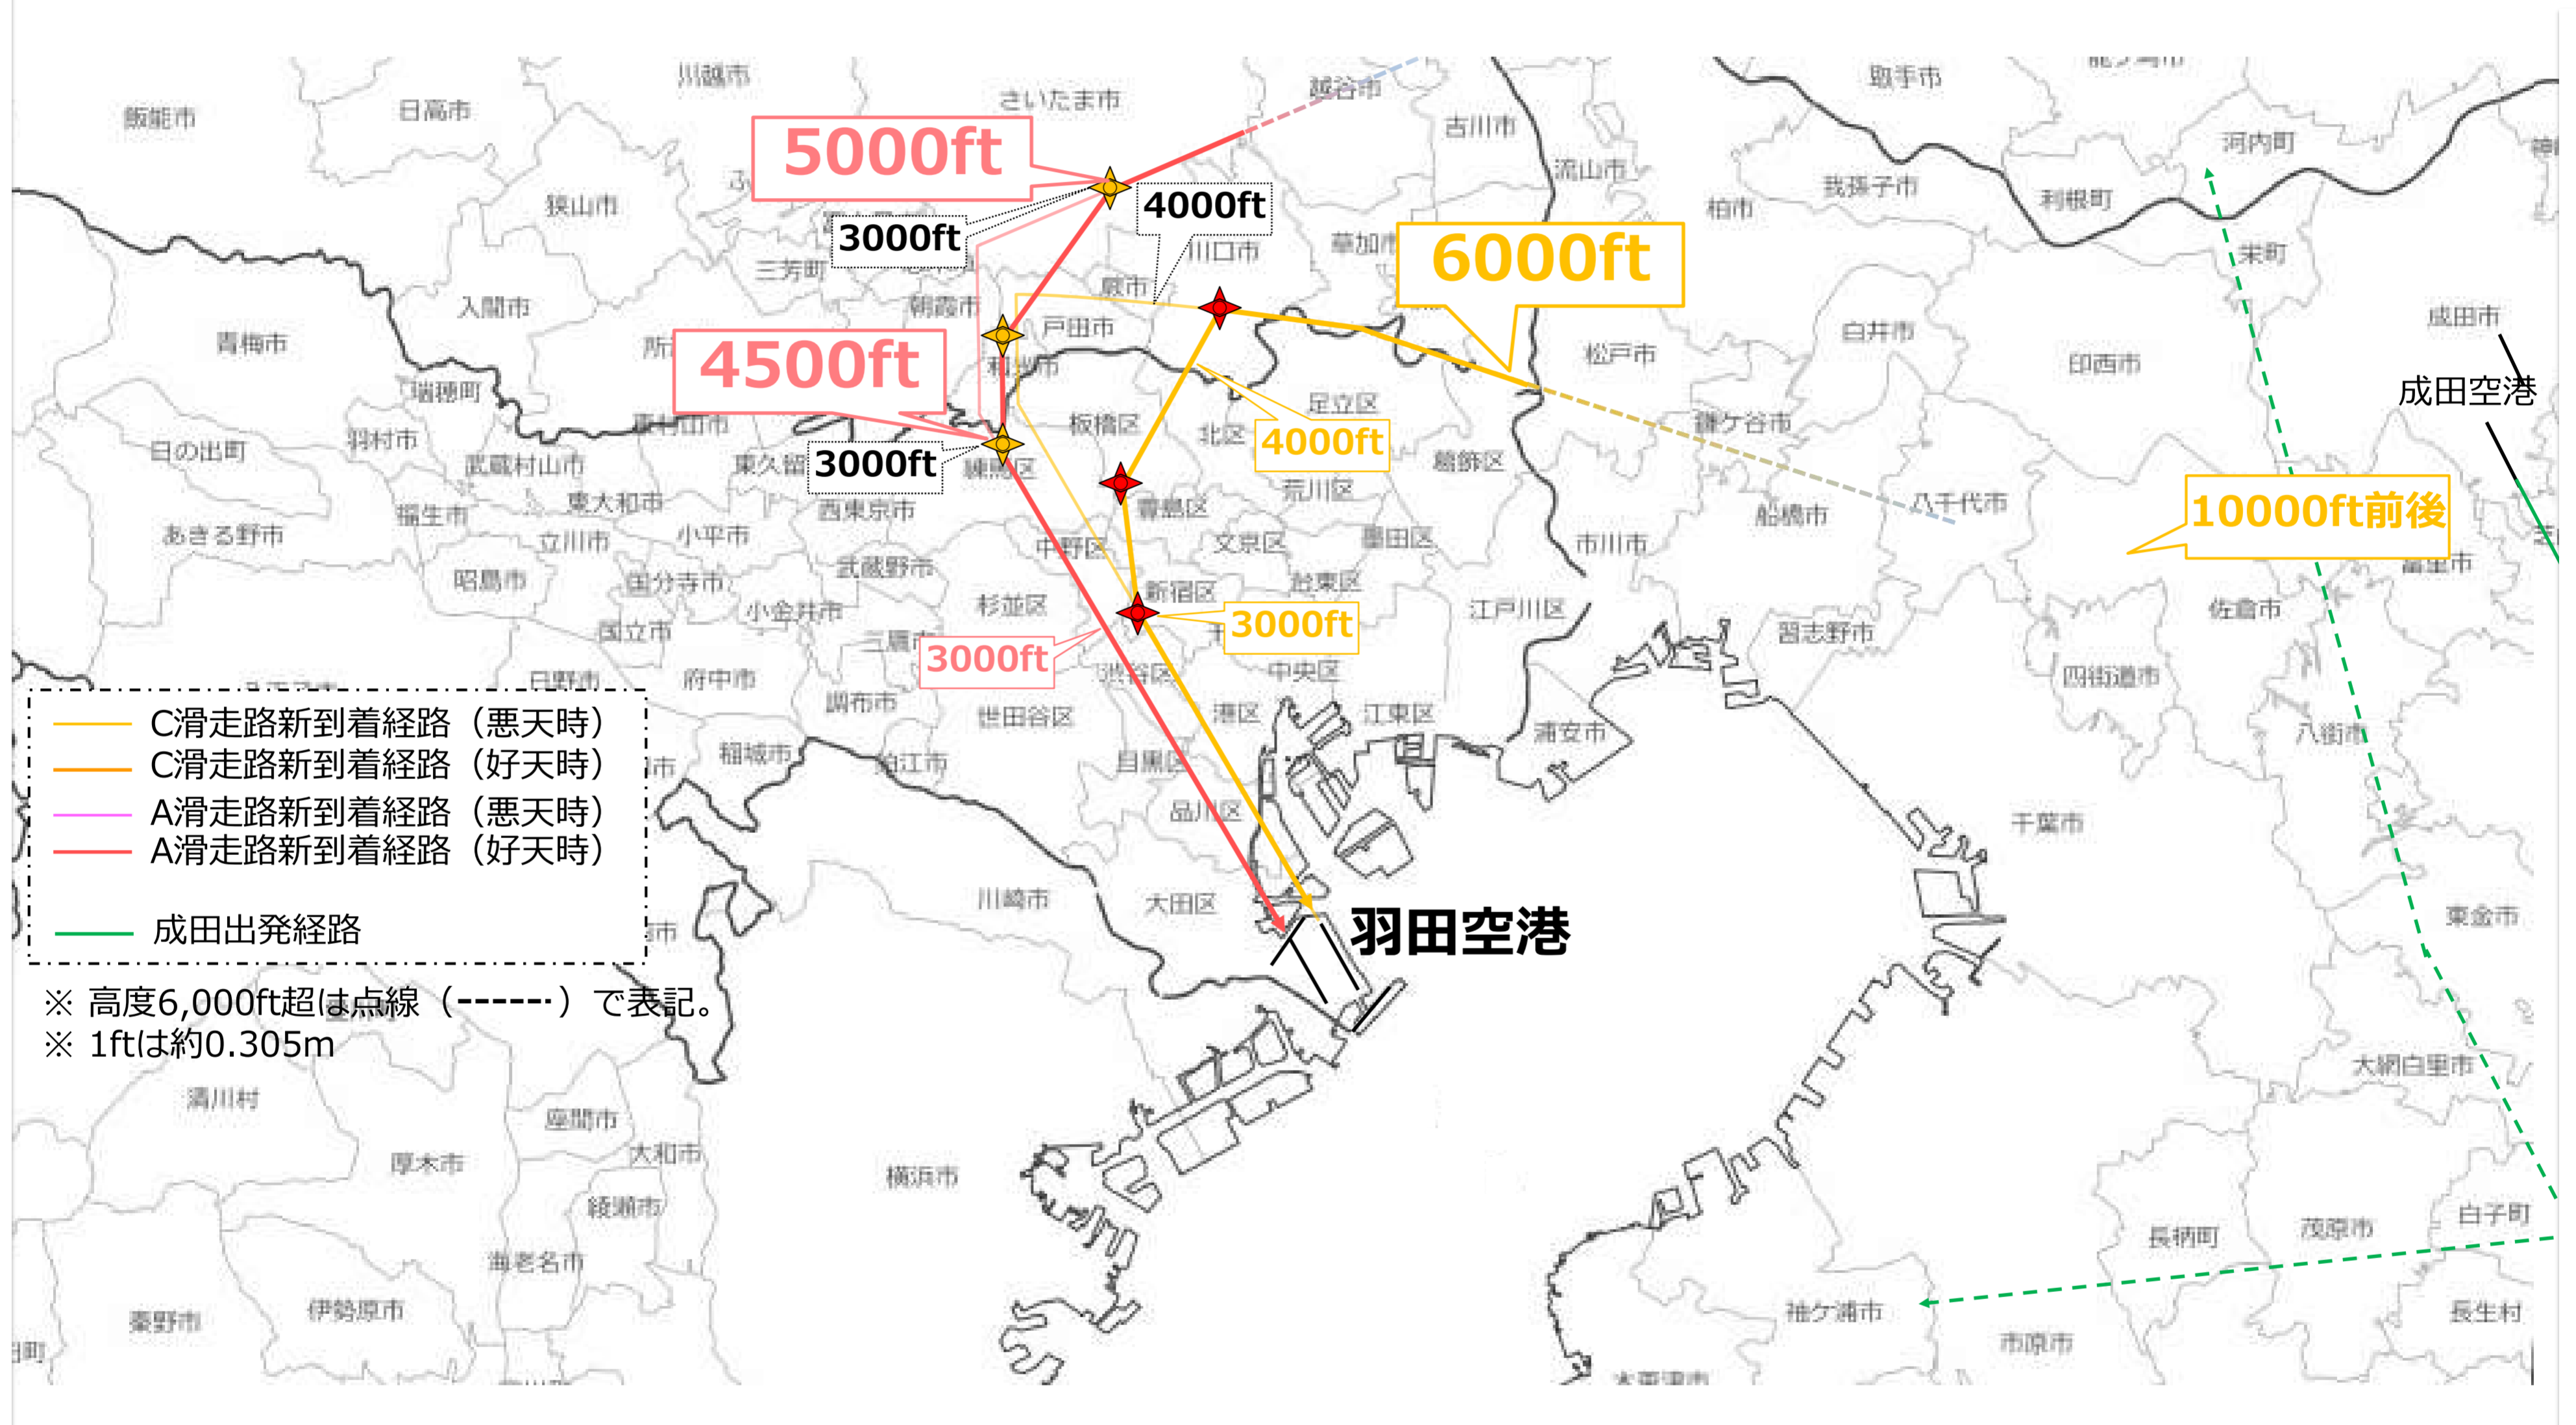 川越市
さいたま市
越谷市
取手市
飯能市
日高市
吉川市
河内町
5000ft
流山市
我孫子市
利根町
柏市
狭山市
4000ft
3000ft
川口市
草加市
6000ft
栄町
三芳町
入間市
朝霞市
蕨市
戸田市
成田市
青梅市
4500ft
和光市
松戸市
白井市
印西市
瑞穂町
成田空港
足立区
板橋区
北区
4000ft
鎌ケ谷市
羽村市
東村山市
日の出町
武蔵村山市
東久留
3000ft
練馬区
葛飾区
荒川区
東大和市
西東京市
豊島区
船橋市
八千代市
10000ft前後
福生市
あきる野市
立川市
小平市
中野区
文京区
墨田区
市川市
富里市
昭島市
国分寺市
武蔵野市
新宿区
台東区
小金井市
杉並区
3000ft
江戸川区
佐倉市
国立市
三鷹市
3000ft
習志野市
日野市
府中市
渋谷区
中央区
四街道市
調布市
世田谷区
港区
江東区
浦安市
八街市
稲城市
狛江市
目黒区
品川区
千葉市
C滑走路新到着経路（悪天時）
C滑走路新到着経路（好天時）
A滑走路新到着経路（悪天時）
A滑走路新到着経路（好天時）
成田出発経路
川崎市
大田区
羽田空港
東金市
※ 高度6,000ft超は点線（------）で表記。
※ 1ftは約0.305m
大網白里市
清川村
座間市
大和市
厚木市
横浜市
綾瀬市
海老名市
長柄町
茂原市
白子町
秦野市
伊勢原市
袖ケ浦市
市原市
長生村
木更津市